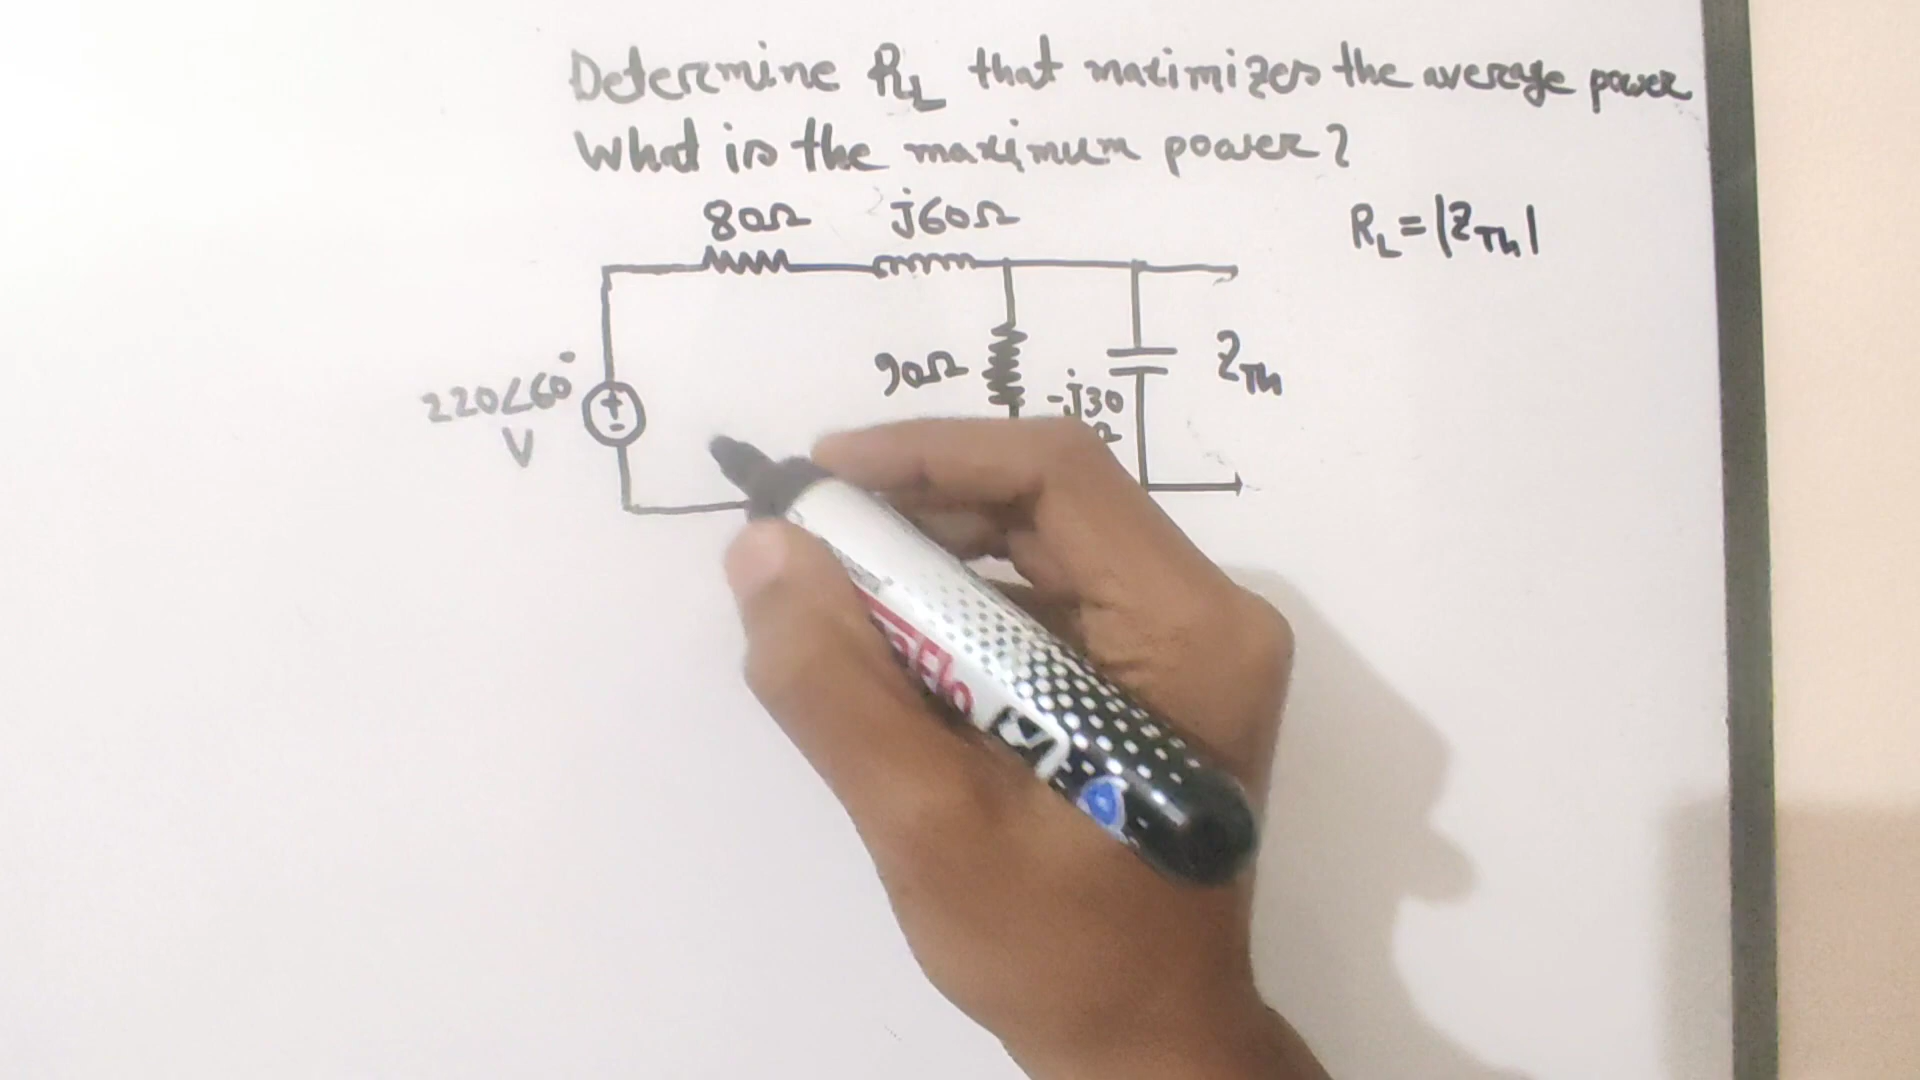 Determine RL that maximizes the average power
What is the maximum power?
80Ω j60Ω
RL = |ZTh|
220∠60°
V
+
-
90Ω
-j30
Ω
ZTh
Flo